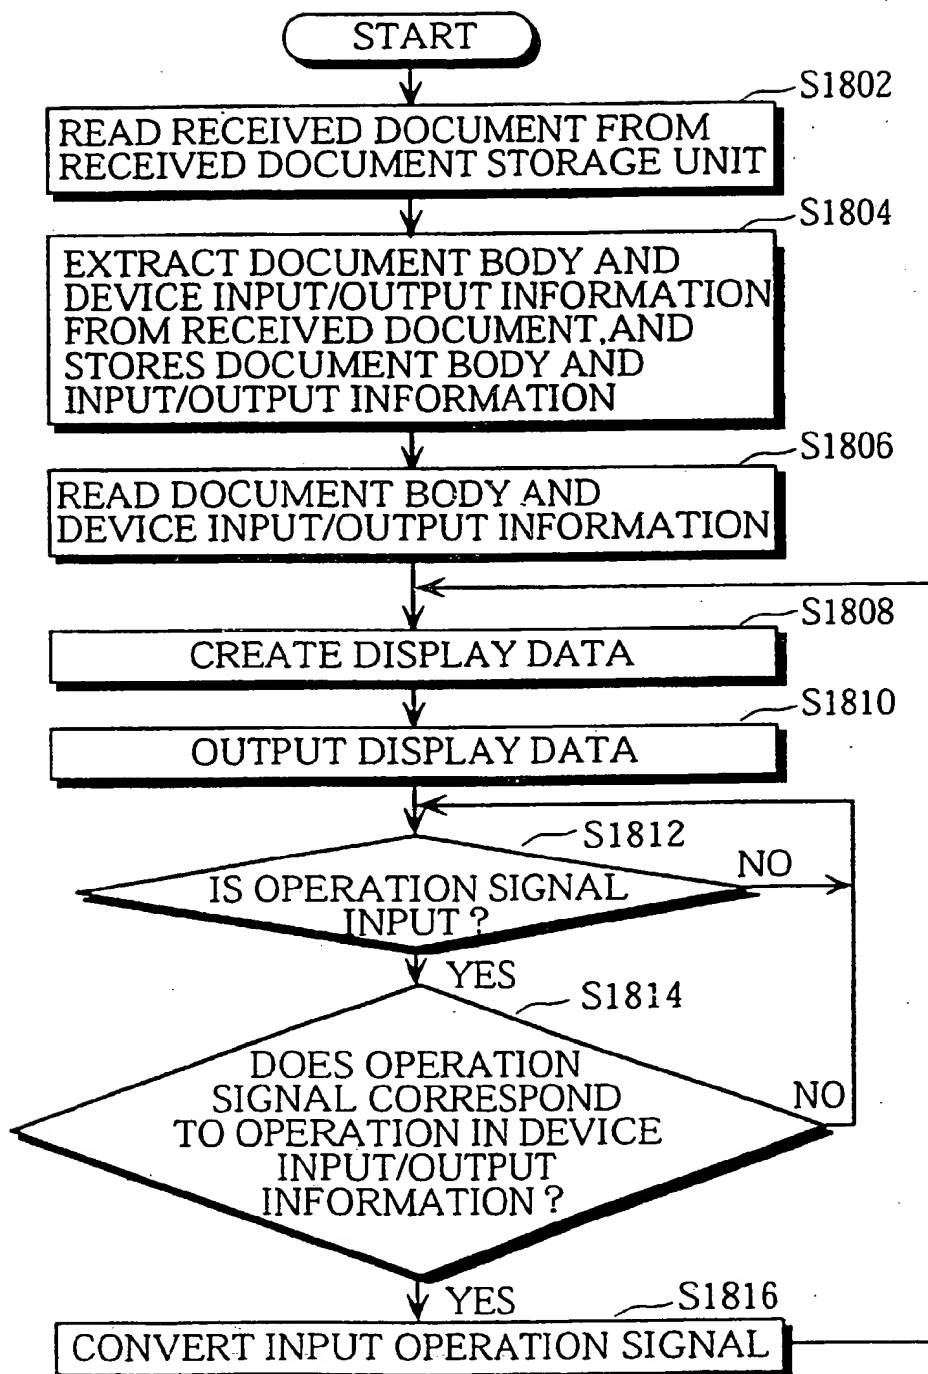 START
S1802
READ RECEIVED DOCUMENT FROM
RECEIVED DOCUMENT STORAGE UNIT
S1804
EXTRACT DOCUMENT BODY AND
DEVICE INPUT/OUTPUT INFORMATION
FROM RECEIVED DOCUMENT, AND
STORES DOCUMENT BODY AND
INPUT/OUTPUT INFORMATION
S1806
READ DOCUMENT BODY AND
DEVICE INPUT/OUTPUT INFORMATION
S1808
CREATE DISPLAY DATA
S1810
OUTPUT DISPLAY DATA
S1812
NO
IS OPERATION SIGNAL
INPUT ?
YES
S1814
DOES OPERATION
SIGNAL CORRESPOND
TO OPERATION IN DEVICE
INPUT/OUTPUT
INFORMATION ?
NO
YES
S1816
CONVERT INPUT OPERATION SIGNAL